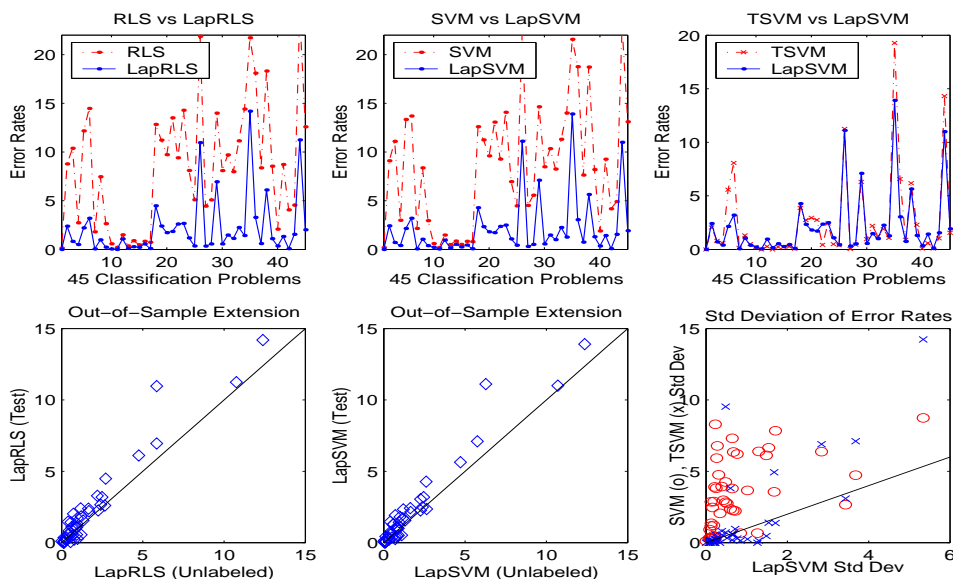 RLS vs LapRLS
SVM vs LapSVM
TSVM vs LapSVM
RLS
LapRLS
SVM
LapSVM
TSVM
LapSVM
Error Rates
Error Rates
Error Rates
20
15
10
5
0
20
15
10
5
0
20
15
10
5
0
10 20 30 40
10 20 30 40
10 20 30 40
45 Classification Problems
45 Classification Problems
45 Classification Problems
Out-of-Sample Extension
Out-of-Sample Extension
Std Deviation of Error Rates
LapRLS (Test)
LapSVM (Test)
SVM (o), TSVM (x) Std Dev
15
10
5
0
15
10
5
0
15
10
5
0
0 5 10 15
0 5 10 15
0 2 4 6
LapRLS (Unlabeled)
LapSVM (Unlabeled)
LapSVM Std Dev